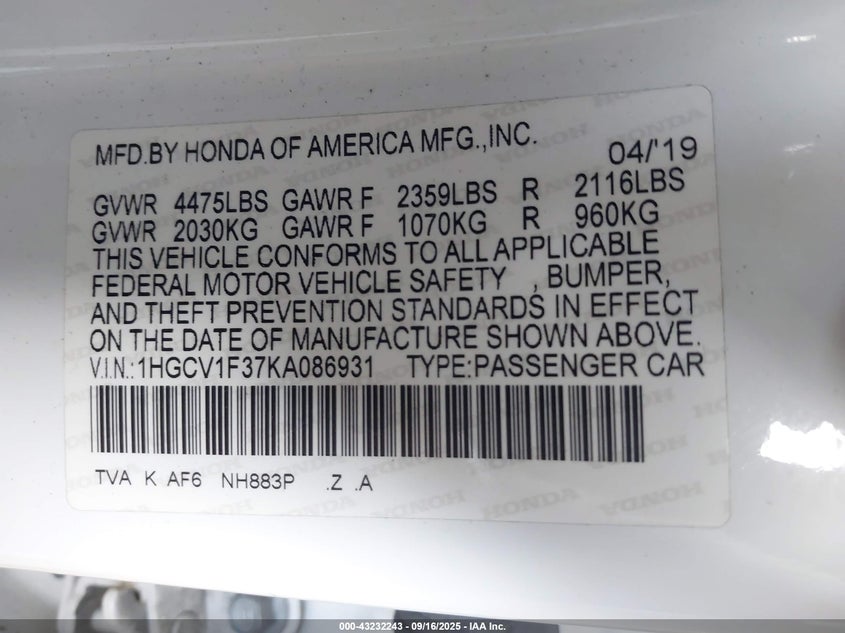 MFD.BY HONDA OF AMERICA MFG.,INC. 04/'19
GVWR 4475LBS GAWR F 2359LBS R 2116LBS
GVWR 2030KG GAWR F 1070KG R 960KG
THIS VEHICLE CONFORMS TO ALL APPLICABLE
FEDERAL MOTOR VEHICLE SAFETY , BUMPER,
AND THEFT PREVENTION STANDARDS IN EFFECT
ON THE DATE OF MANUFACTURE SHOWN ABOVE.
V.I.N.:1HGCV1F37KA086931 TYPE:PASSENGER CAR
TVA K AF6 NH883P .Z .A
000-43232243 - 09/16/2025 - IAA Inc.